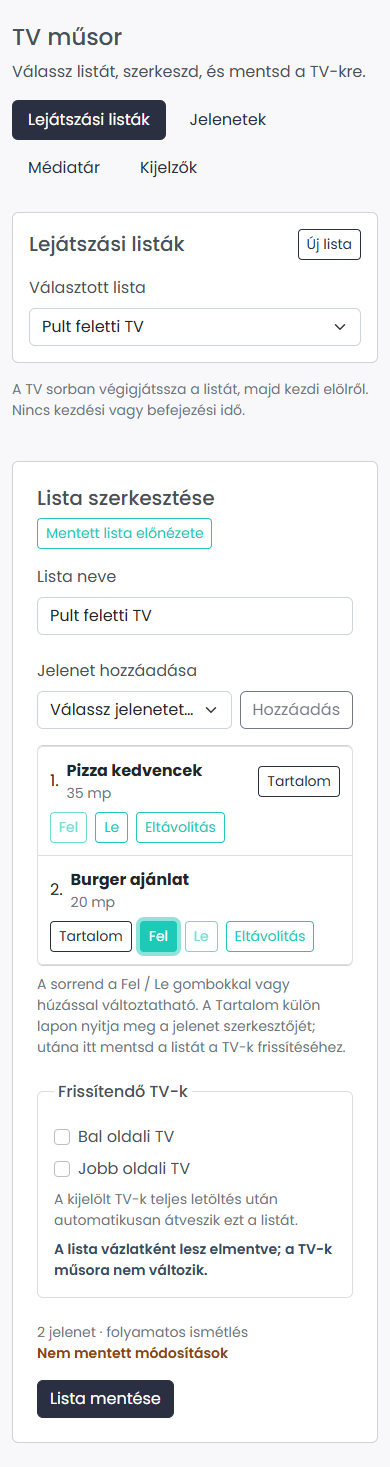 TV műsor
Válassz listát, szerkeszd, és mentsd a TV-kre.
Lejátszási listák
Jelenetek
Médiatár
Kijelzők
Lejátszási listák
Új lista
Választott lista
Pult feletti TV
A TV sorban végigjátssza a listát, majd kezdi elölről.
Nincs kezdési vagy befejezési idő.
Lista szerkesztése
Mentett lista előnézete
Lista neve
Pult feletti TV
Jelenet hozzáadása
Válassz jelenetet...
Hozzáadás
1. Pizza kedvencek
35 mp
Tartalom
Fel
Le
Eltávolítás
2. Burger ajánlat
20 mp
Tartalom
Fel
Le
Eltávolítás
A sorrend a Fel / Le gombokkal vagy
húzással változtatható. A Tartalom külön
lapon nyitja meg a jelenet szerkesztőjét;
utána itt mentsd a listát a TV-k frissítéséhez.
Frissítendő TV-k
Bal oldali TV
Jobb oldali TV
A kijelölt TV-k teljes letöltés után
automatikusan átveszik ezt a listát.
A lista vázlatként lesz elmentve; a TV-k
műsora nem változik.
2 jelenet · folyamatos ismétlés
Nem mentett módosítások
Lista mentése